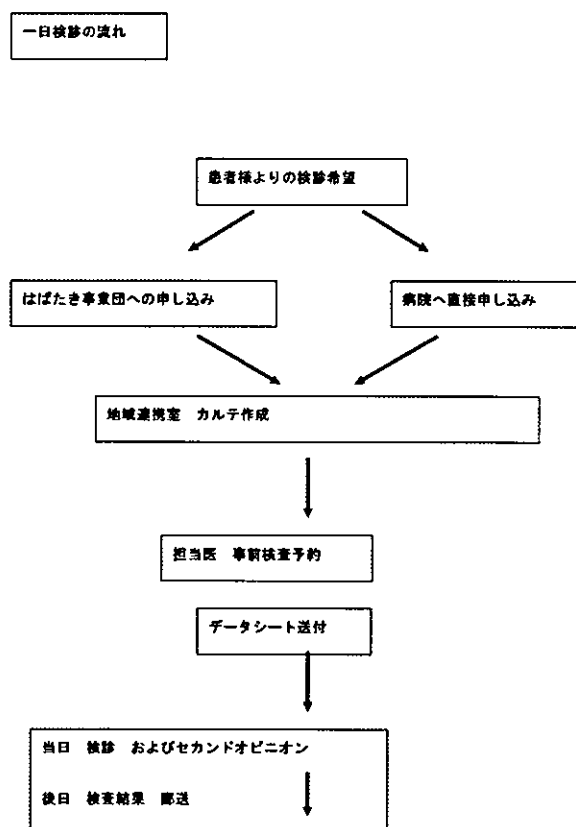 一日検診の流れ
患者様よりの検診希望
はばたき事業団への申し込み
病院へ直接申し込み
地域連携室 カルテ作成
担当医 事前検査予約
データシート送付
当日 検診 およびセカンドオピニオン
後日 検査結果 郵送